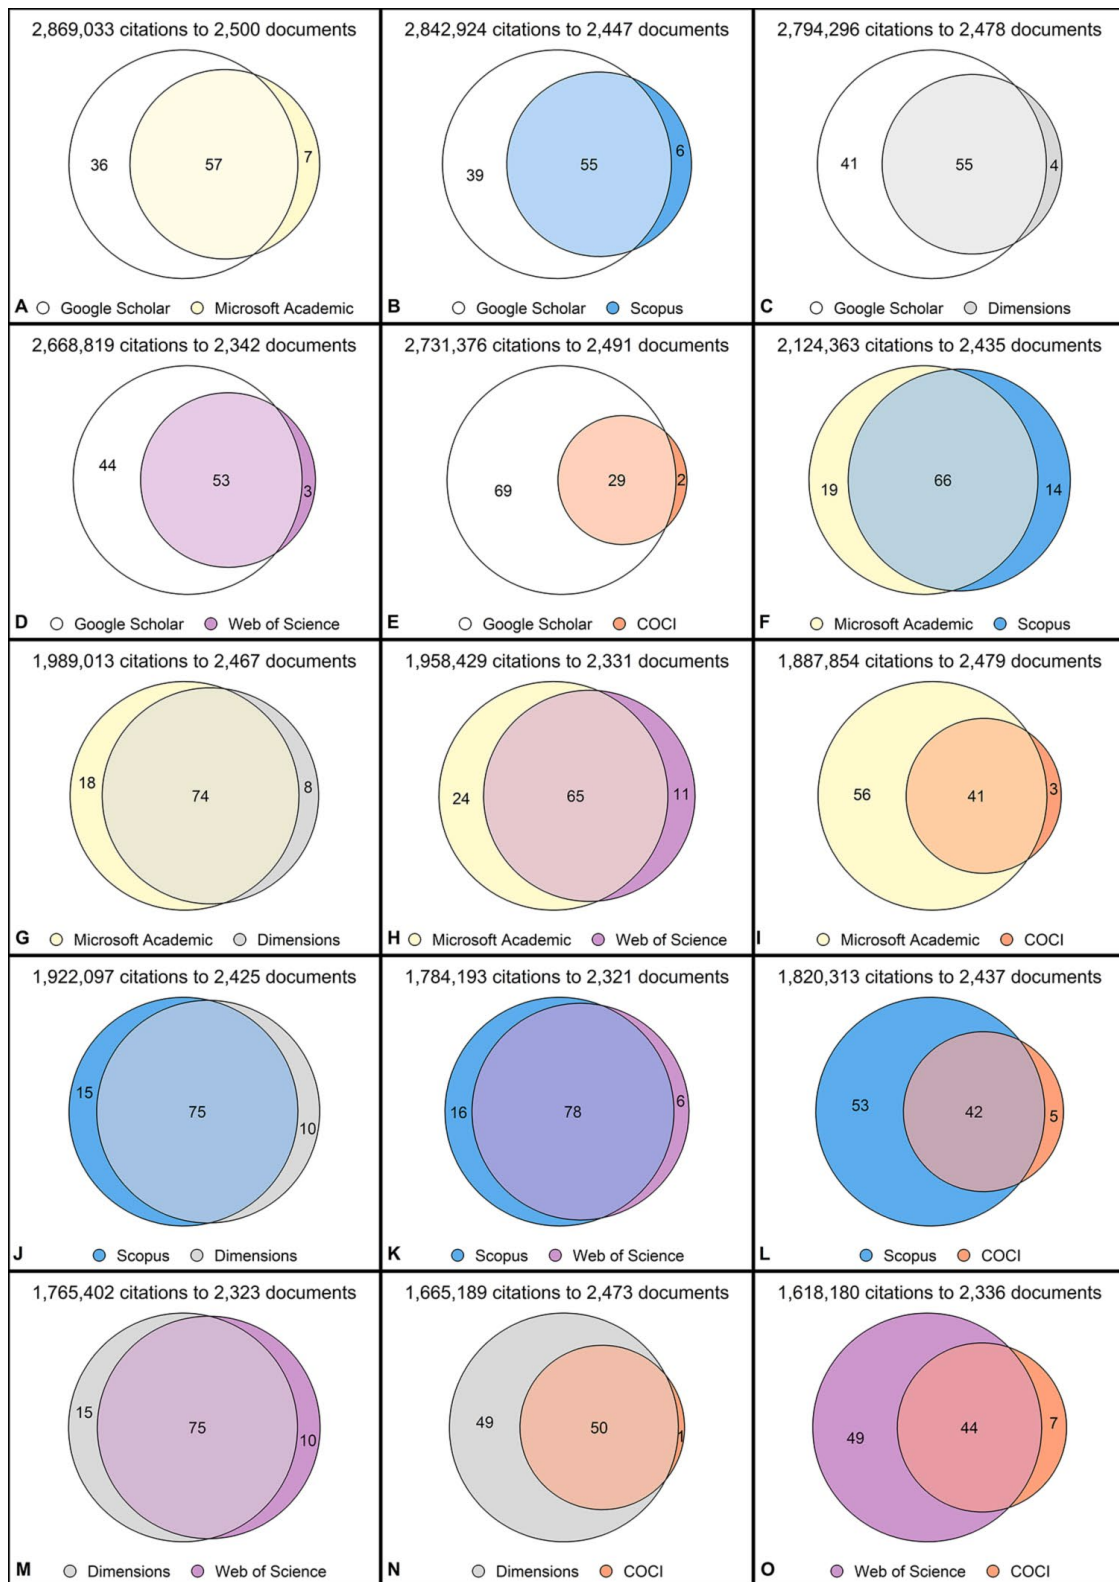 2,869,033 citations to 2,500 documents
36 57 7
A Google Scholar Microsoft Academic
2,842,924 citations to 2,447 documents
39 55 6
B Google Scholar Scopus
2,794,296 citations to 2,478 documents
41 55 4
C Google Scholar Dimensions
2,668,819 citations to 2,342 documents
44 53 3
D Google Scholar Web of Science
2,731,376 citations to 2,491 documents
69 29 2
E Google Scholar COCI
2,124,363 citations to 2,435 documents
19 66 14
F Microsoft Academic Scopus
1,989,013 citations to 2,467 documents
18 74 8
G Microsoft Academic Dimensions
1,958,429 citations to 2,331 documents
24 65 11
H Microsoft Academic Web of Science
1,887,854 citations to 2,479 documents
56 41 3
I Microsoft Academic COCI
1,922,097 citations to 2,425 documents
15 75 10
J Scopus Dimensions
1,784,193 citations to 2,321 documents
16 78 6
K Scopus Web of Science
1,820,313 citations to 2,437 documents
53 42 5
L Scopus COCI
1,765,402 citations to 2,323 documents
15 75 10
M Dimensions Web of Science
1,665,189 citations to 2,473 documents
49 50 1
N Dimensions COCI
1,618,180 citations to 2,336 documents
49 44 7
O Web of Science COCI